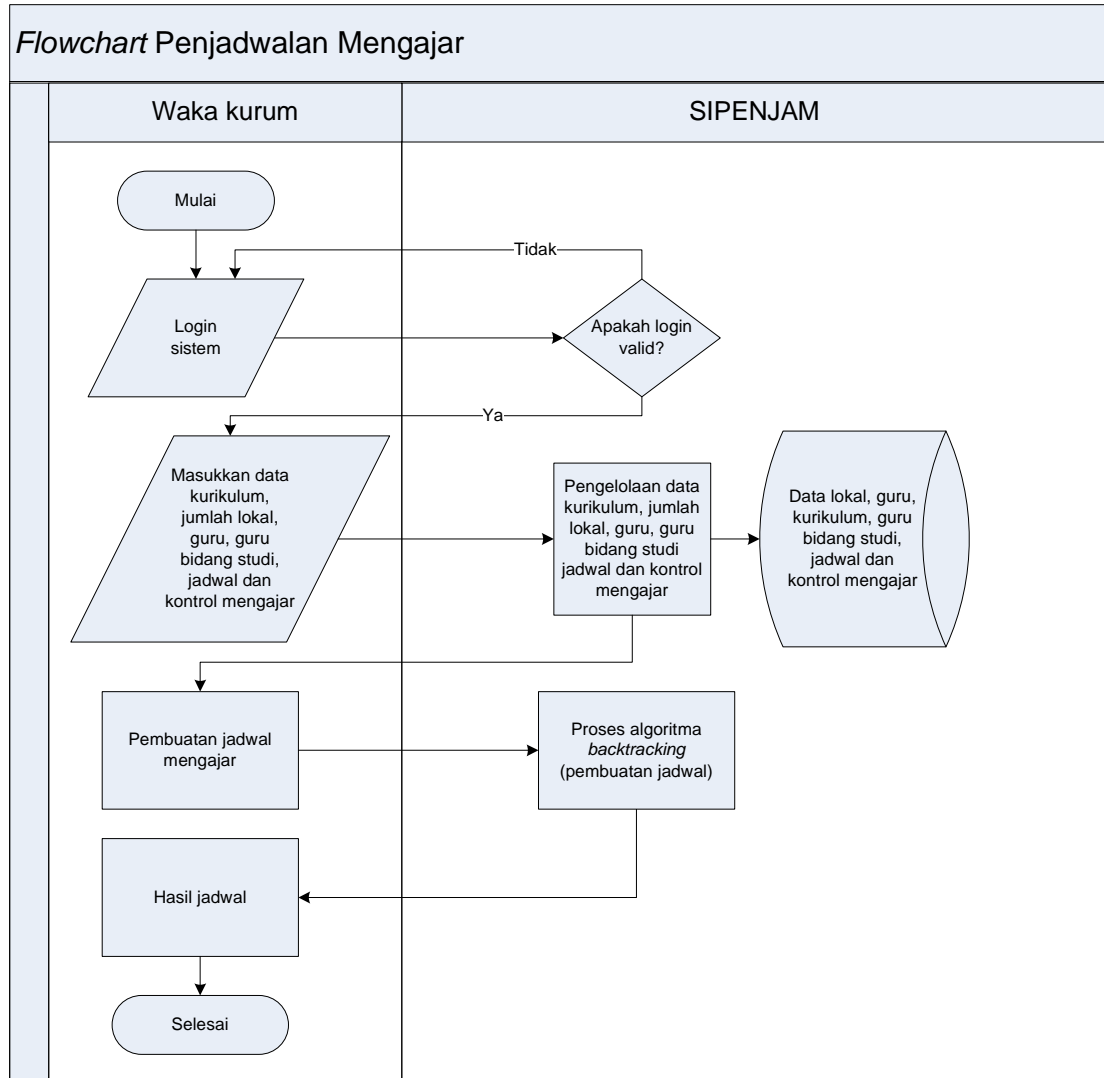 Flowchart Penjadwalan Mengajar
Waka kurum
SIPENJAM
Mulai
Tidak
Login
sistem
Apakah login
valid?
Ya
Masukkan data
kurikulum,
jumlah lokal,
guru, guru
bidang studi,
jadwal dan
kontrol mengajar
Pengelolaan data
kurikulum, jumlah
lokal, guru, guru
bidang studi
jadwal dan kontrol
mengajar
Data lokal, guru,
kurikulum, guru
bidang studi,
jadwal dan
kontrol mengajar
Pembuatan jadwal
mengajar
Proses algoritma
backtracking
(pembuatan jadwal)
Hasil jadwal
Selesai